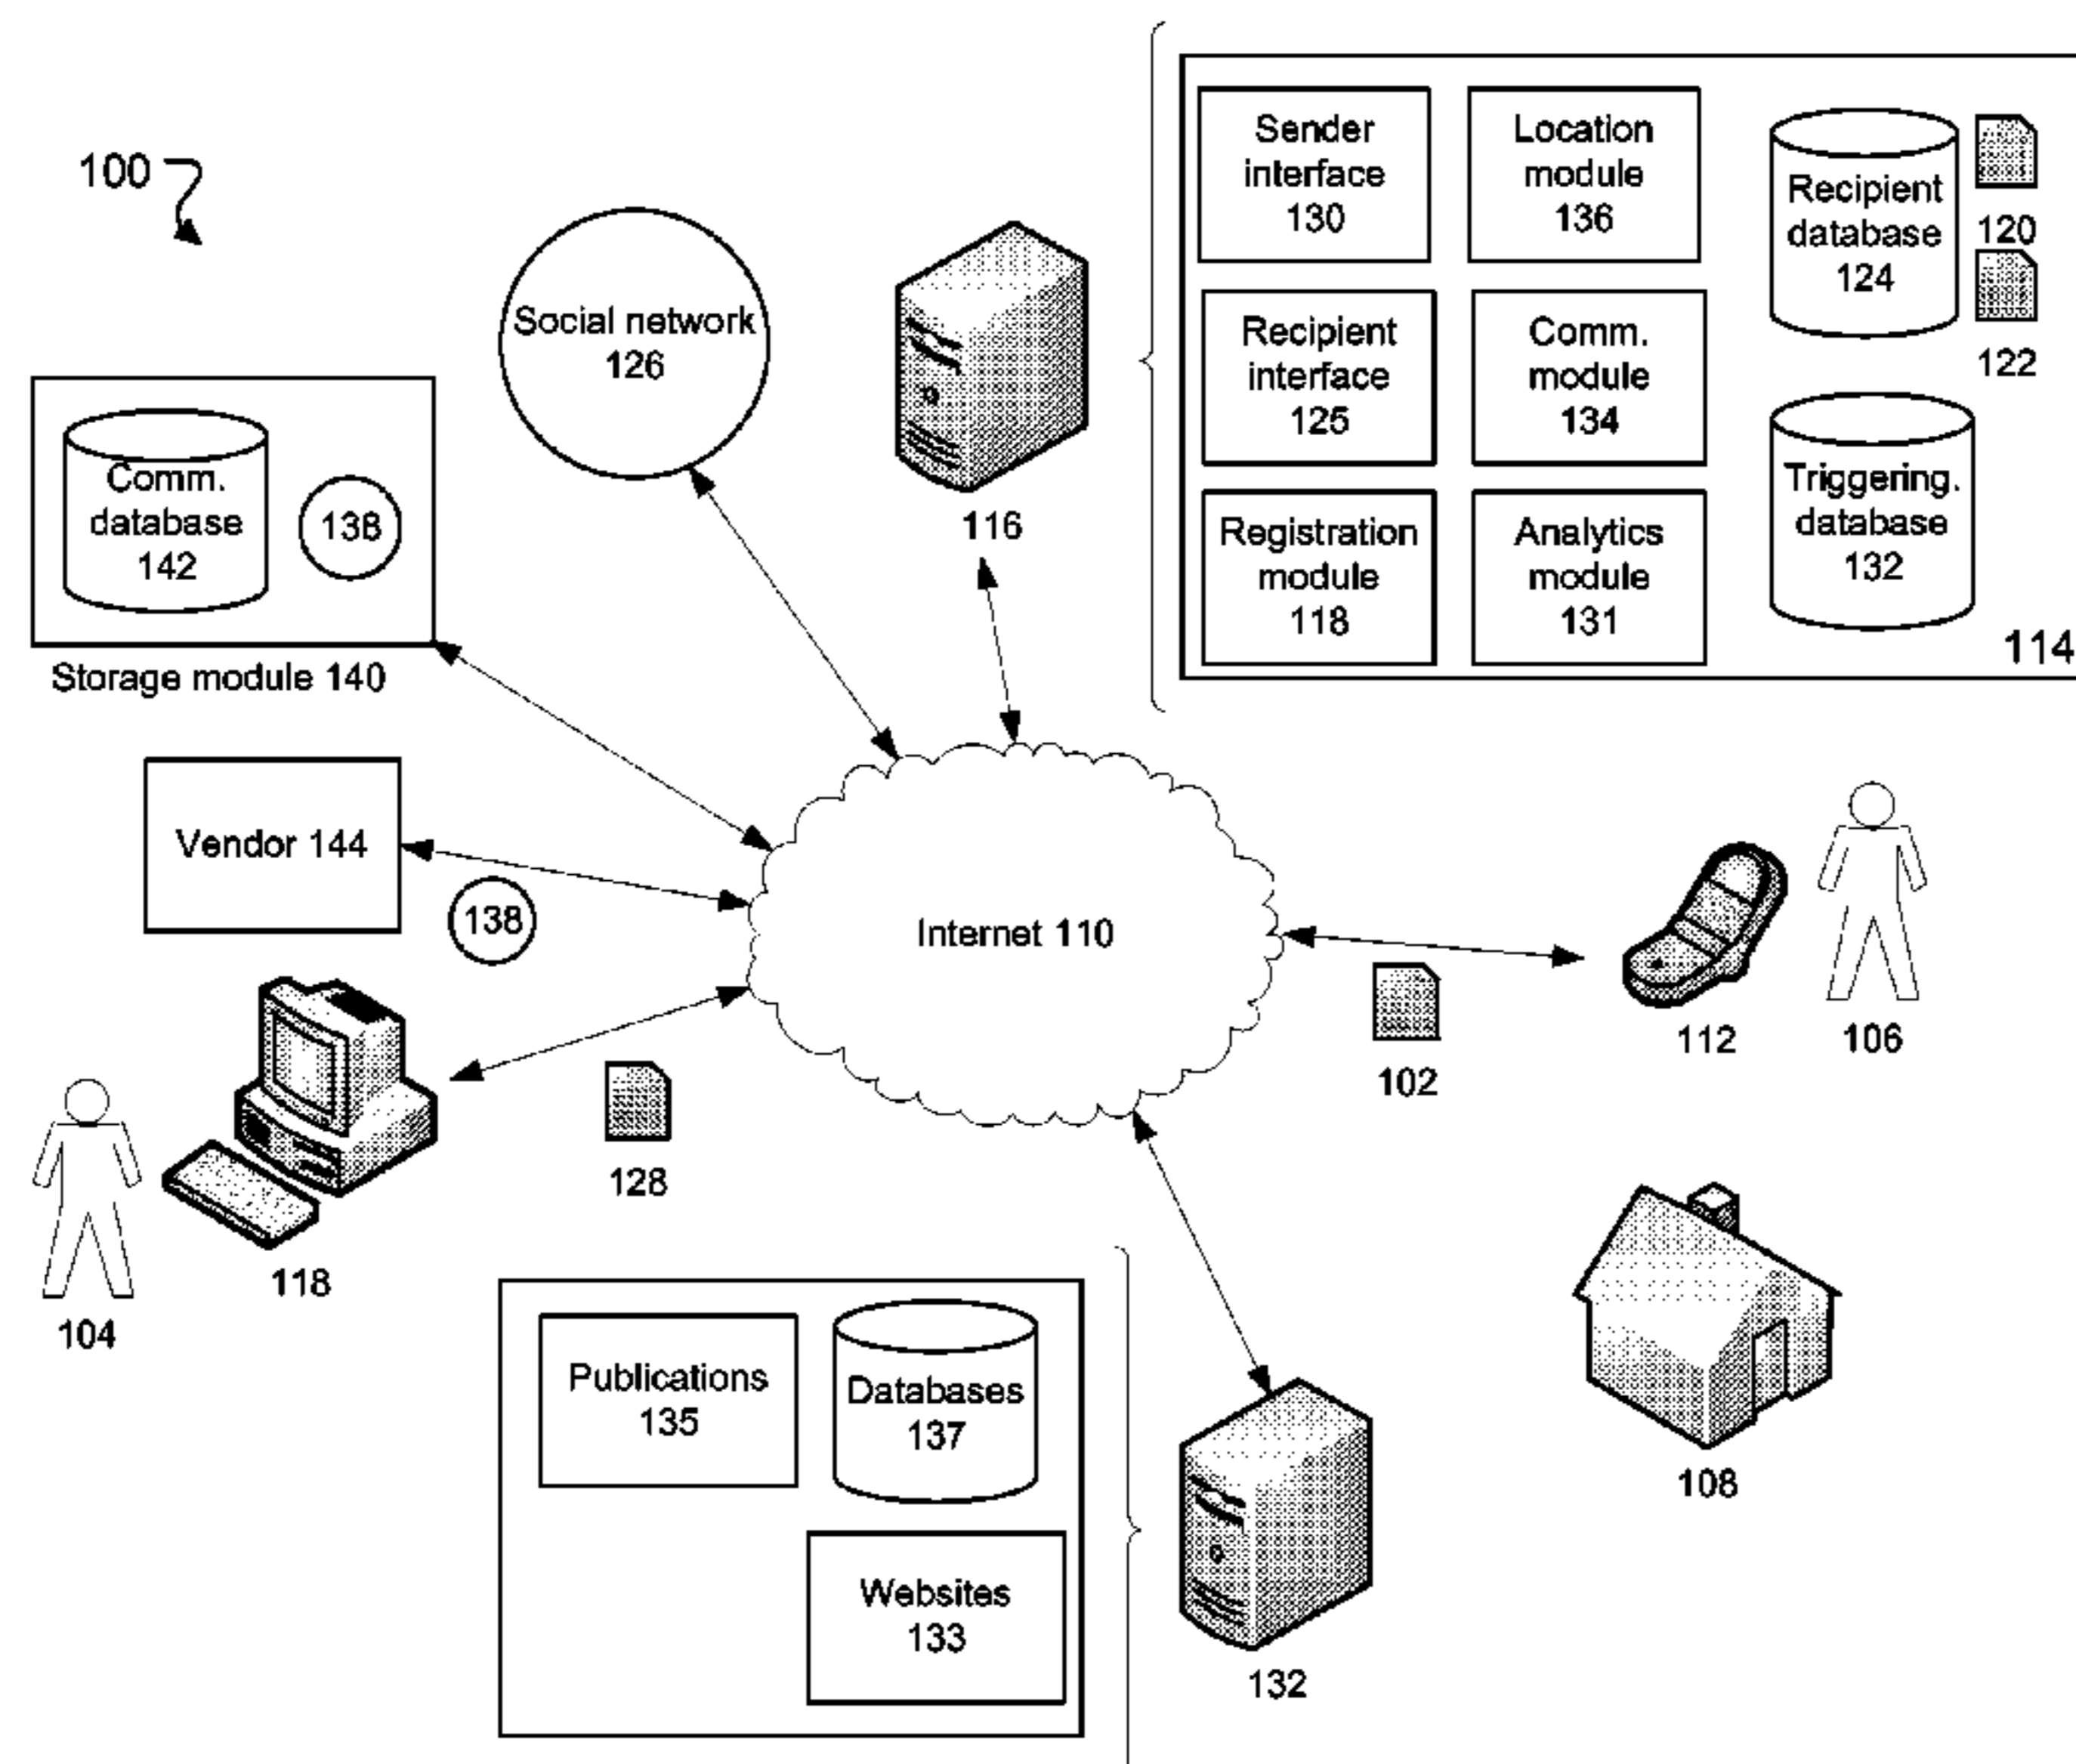 100
Social network
126
116
Sender
interface
130
Location
module
136
Recipient
database
124
120
122
Recipient
interface
125
Comm.
module
134
Registration
module
118
Analytics
module
131
Triggering.
database
132
114
Comm.
database
142
138
Storage module 140
Vendor 144
138
Internet 110
102
112
106
104
118
128
Publications
135
Databases
137
Websites
133
132
108